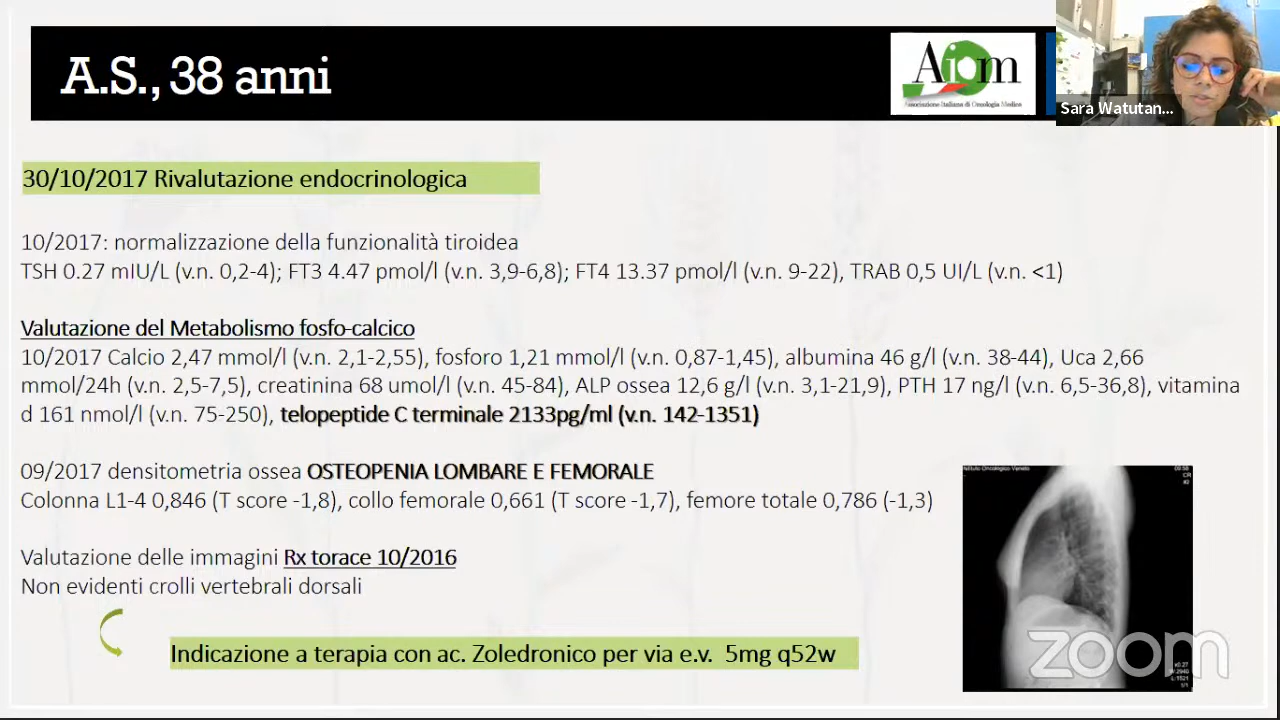 A.S., 38 anni
Aiom
Associazione Italiana di Oncologia Medica
Sara Watutan...
30/10/2017 Rivalutazione endocrinologica
10/2017: normalizzazione della funzionalità tiroidea
TSH 0.27 mIU/L (v.n. 0,2-4); FT3 4.47 pmol/l (v.n. 3,9-6,8); FT4 13.37 pmol/l (v.n. 9-22), TRAB 0,5 UI/L (v.n. <1)
Valutazione del Metabolismo fosfo-calcico
10/2017 Calcio 2,47 mmol/l (v.n. 2,1-2,55), fosforo 1,21 mmol/l (v.n. 0,87-1,45), albumina 46 g/l (v.n. 38-44), Uca 2,66
mmol/24h (v.n. 2,5-7,5), creatinina 68 umol/l (v.n. 45-84), ALP ossea 12,6 g/l (v.n. 3,1-21,9), PTH 17 ng/l (v.n. 6,5-36,8), vitamina
d 161 nmol/l (v.n. 75-250), telopeptide C terminale 2133pg/ml (v.n. 142-1351)
09/2017 densitometria ossea OSTEOPENIA LOMBARE E FEMORALE
Colonna L1-4 0,846 (T score -1,8), collo femorale 0,661 (T score -1,7), femore totale 0,786 (-1,3)
Valutazione delle immagini Rx torace 10/2016
Non evidenti crolli vertebrali dorsali
Indicazione a terapia con ac. Zoledronico per via e.v. 5mg q52w
Istituto Oncologico Veneto
CR
zoom
1/1